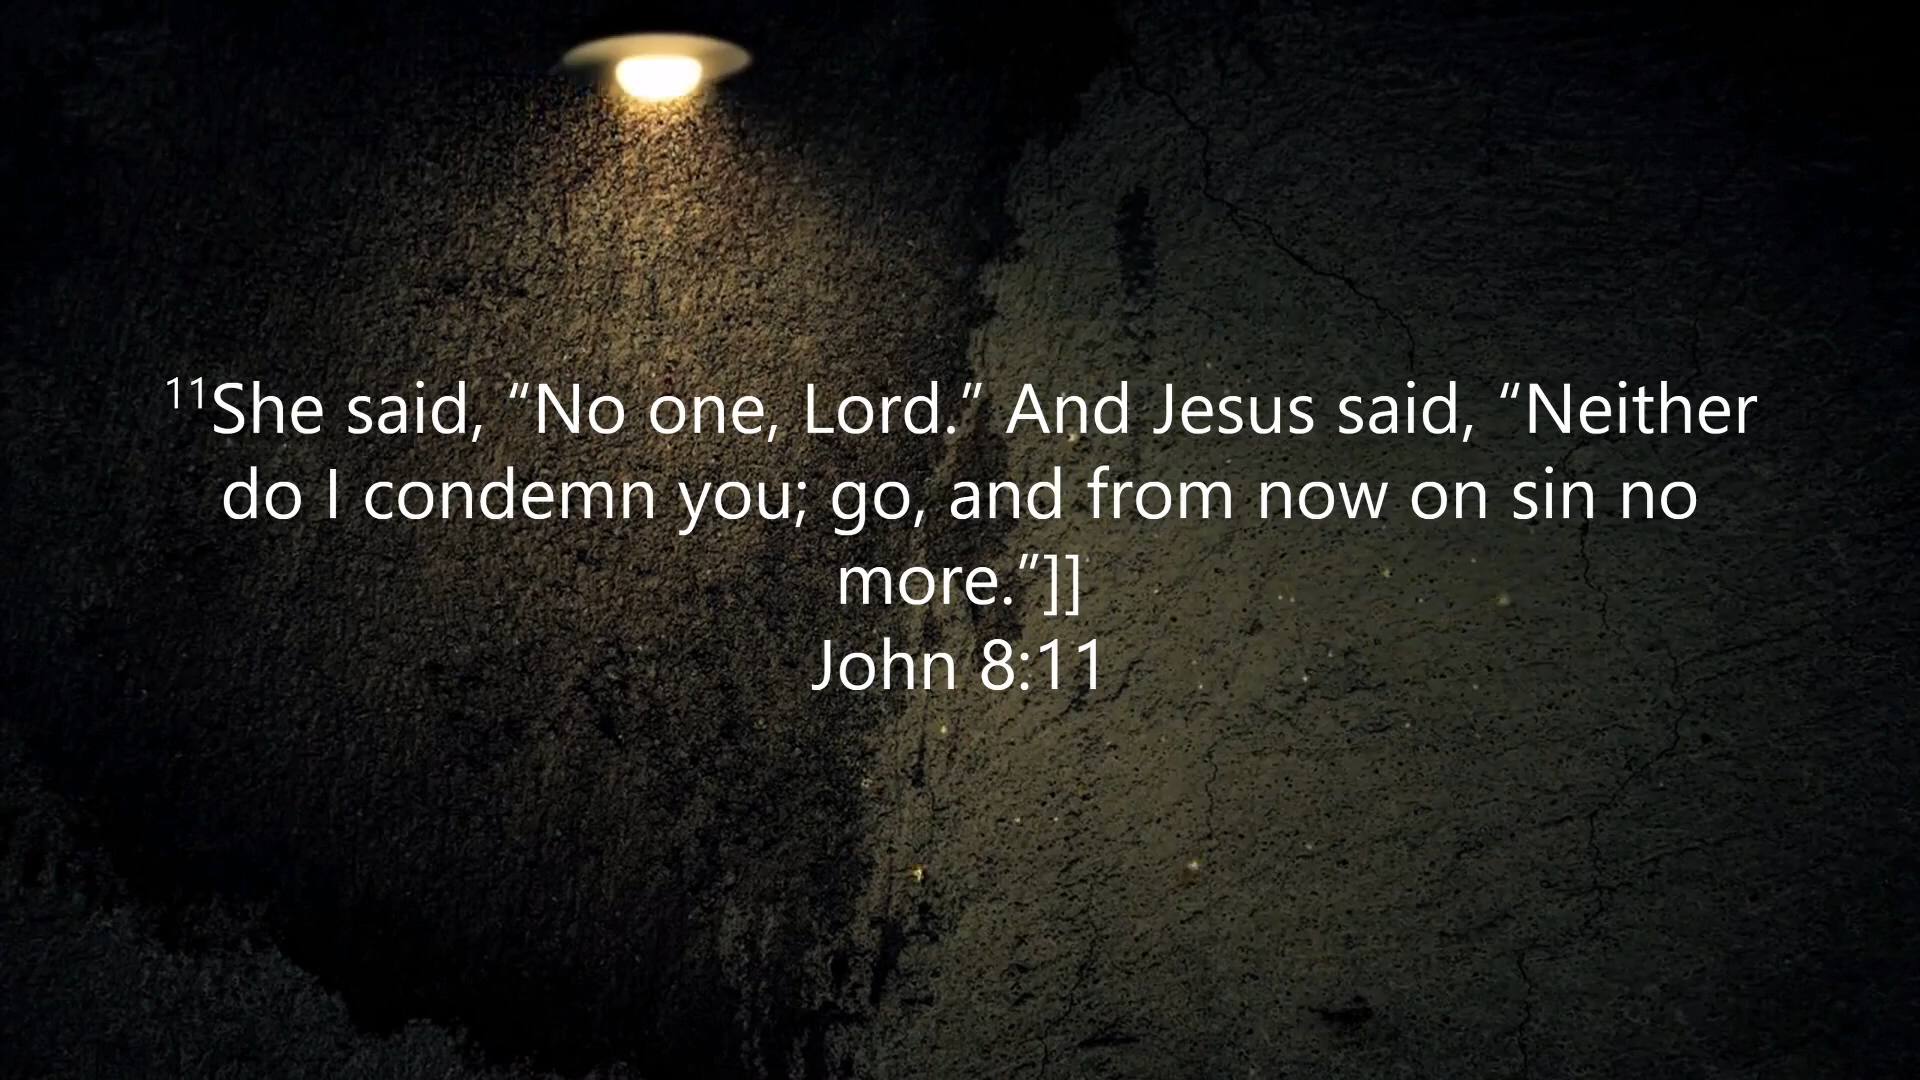 11She said, “No one, Lord.” And Jesus said, “Neither
do I condemn you; go, and from now on sin no
more.”]]
John 8:11